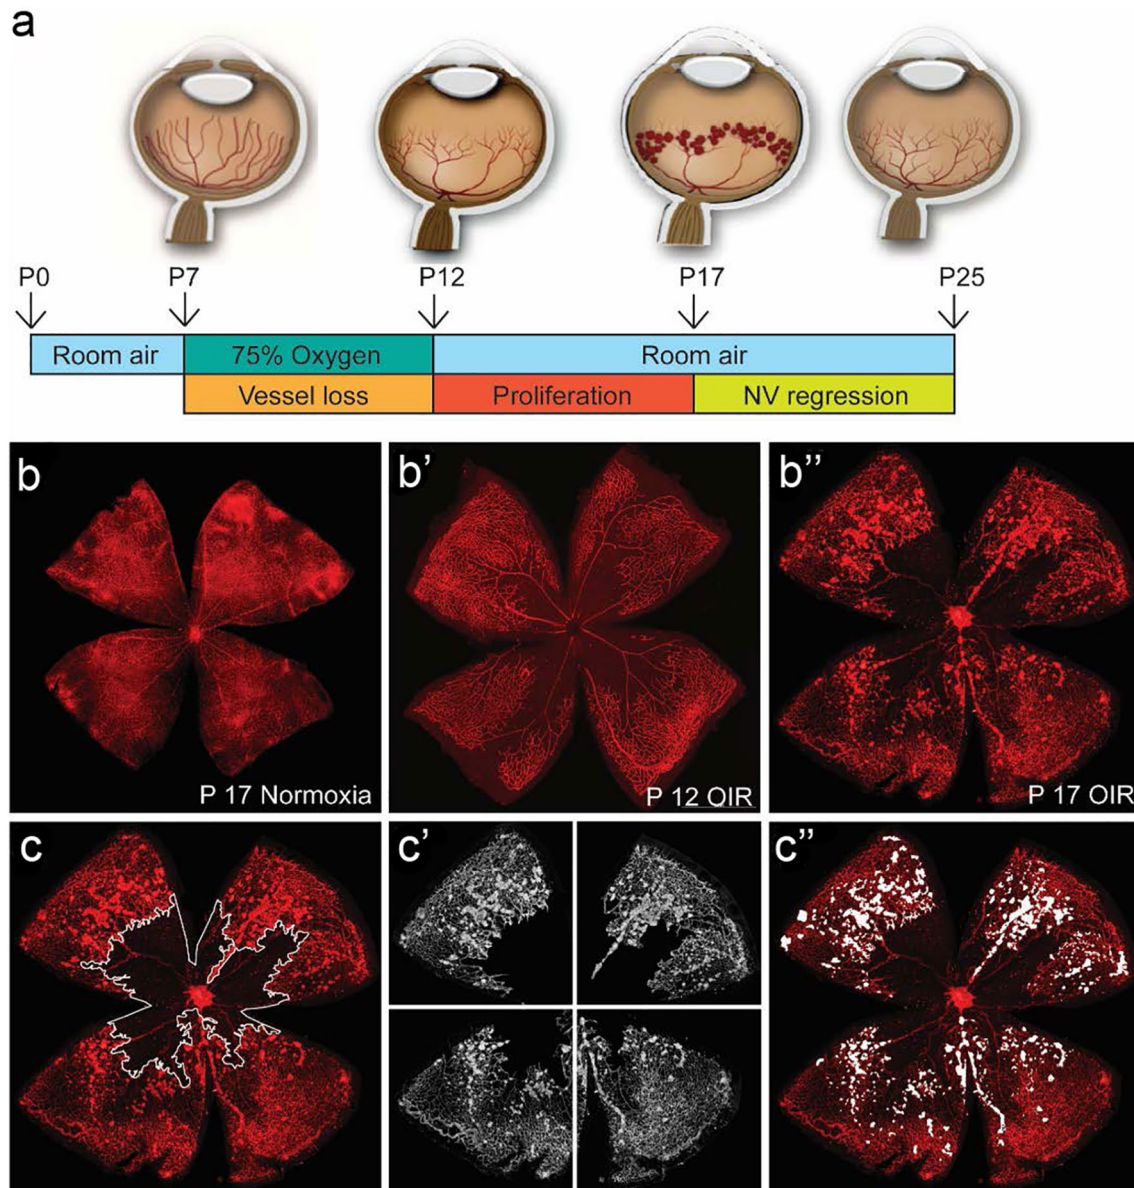 a
P0 P7 P12 P17 P25
Room air 75% Oxygen Room air
Vessel loss Proliferation NV regression
b b' b"
P 17 Normoxia P 12 OIR P 17 OIR
c c' c"